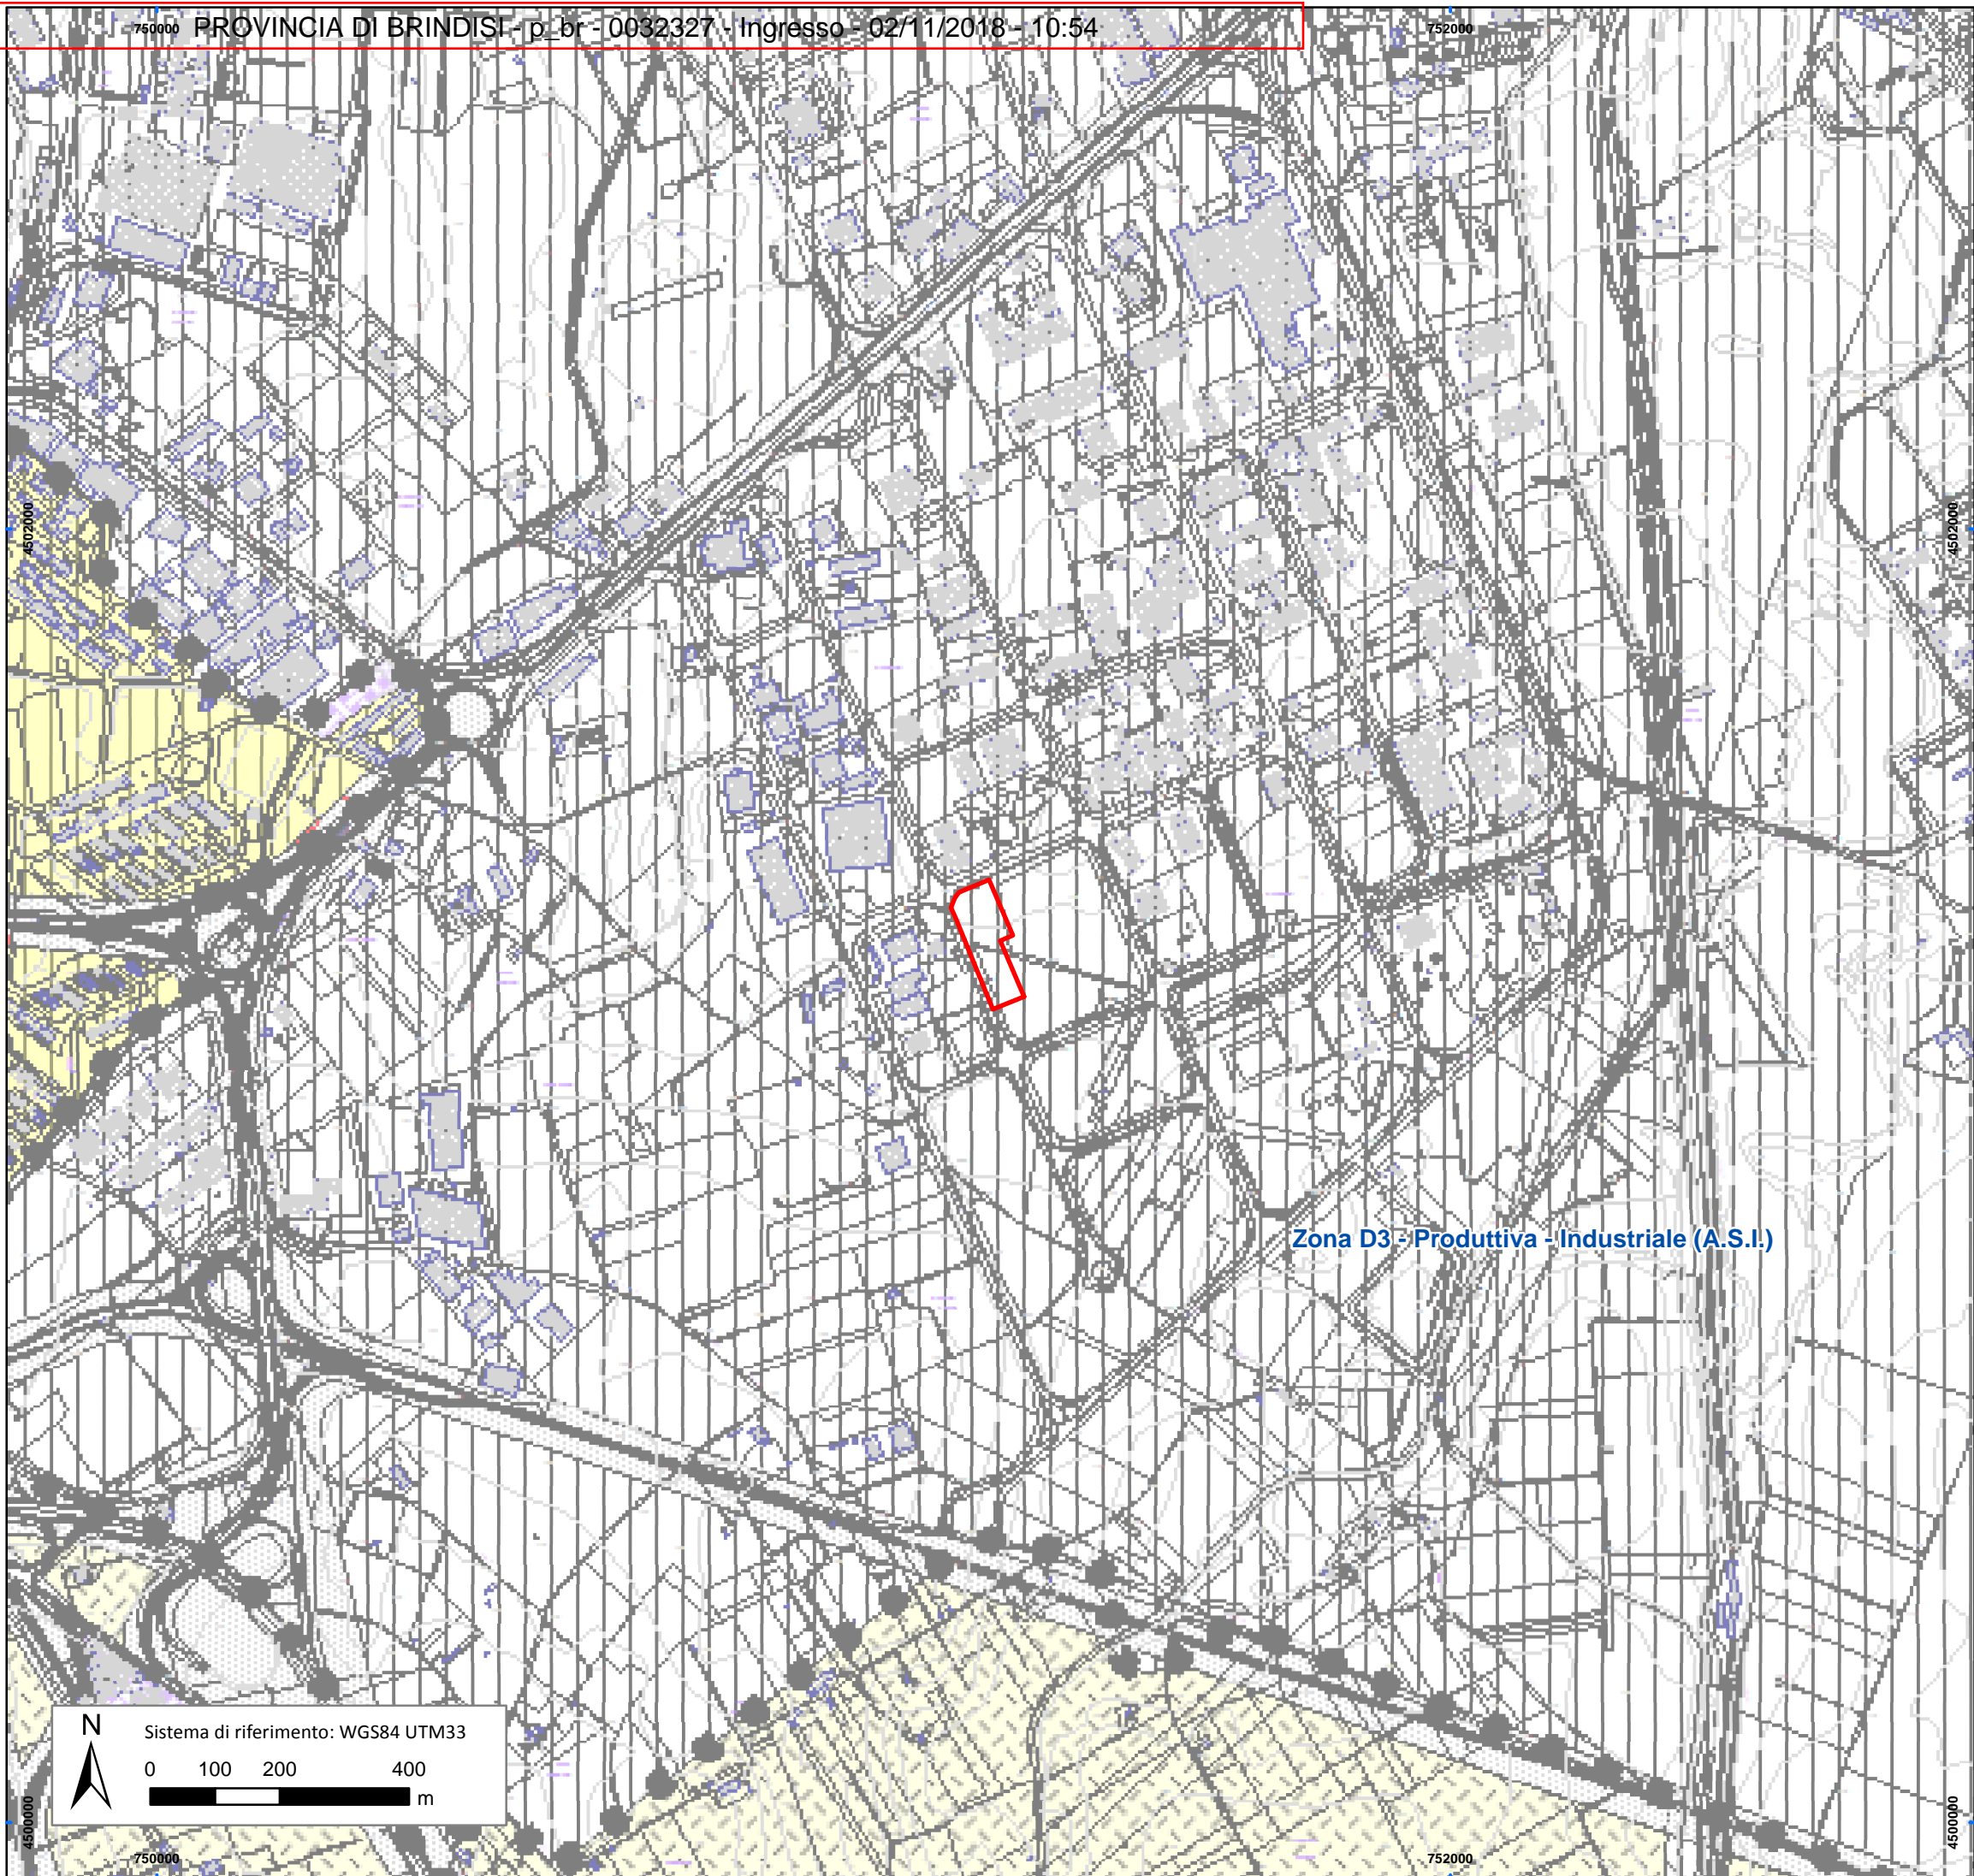 PROVINCIA DI BRINDISI - p_br - 0032327 - Ingresso - 02/11/2018 - 10:54
750000
752000
4502000
4502000
Zona D3 - Produttiva - Industriale (A.S.I.)
N
Sistema di riferimento: WGS84 UTM33
0 100 200 400
m
4500000
4500000
750000
752000